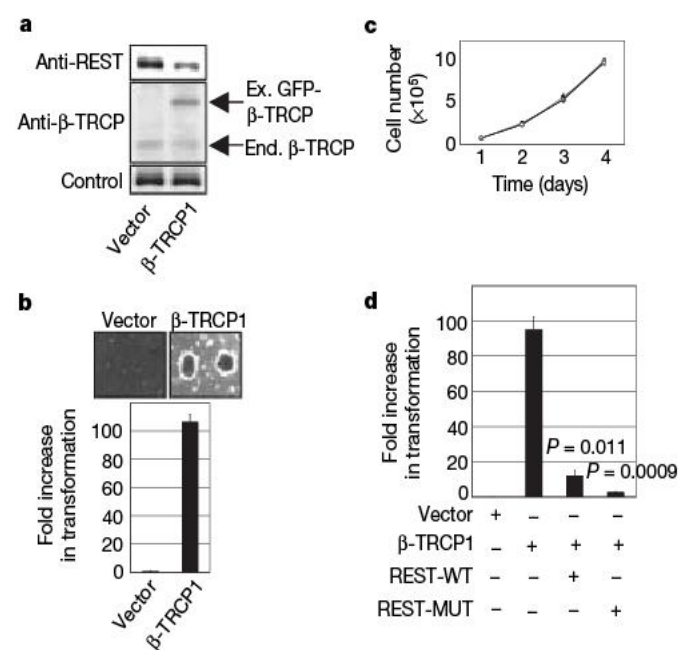 a
Anti-REST
Anti-β-TRCP
Ex. GFP-
β-TRCP
End. β-TRCP
Control
Vector
β-TRCP1
b
Vector β-TRCP1
Fold increase
in transformation
100
80
60
40
20
0
Vector
β-TRCP1
c
Cell number
(×10⁵)
10
5
0
1 2 3 4
Time (days)
d
Fold increase
in transformation
100
80
60
40
20
0
P = 0.011
P = 0.0009
Vector + – – –
β-TRCP1 – + + +
REST-WT – – + –
REST-MUT – – – +